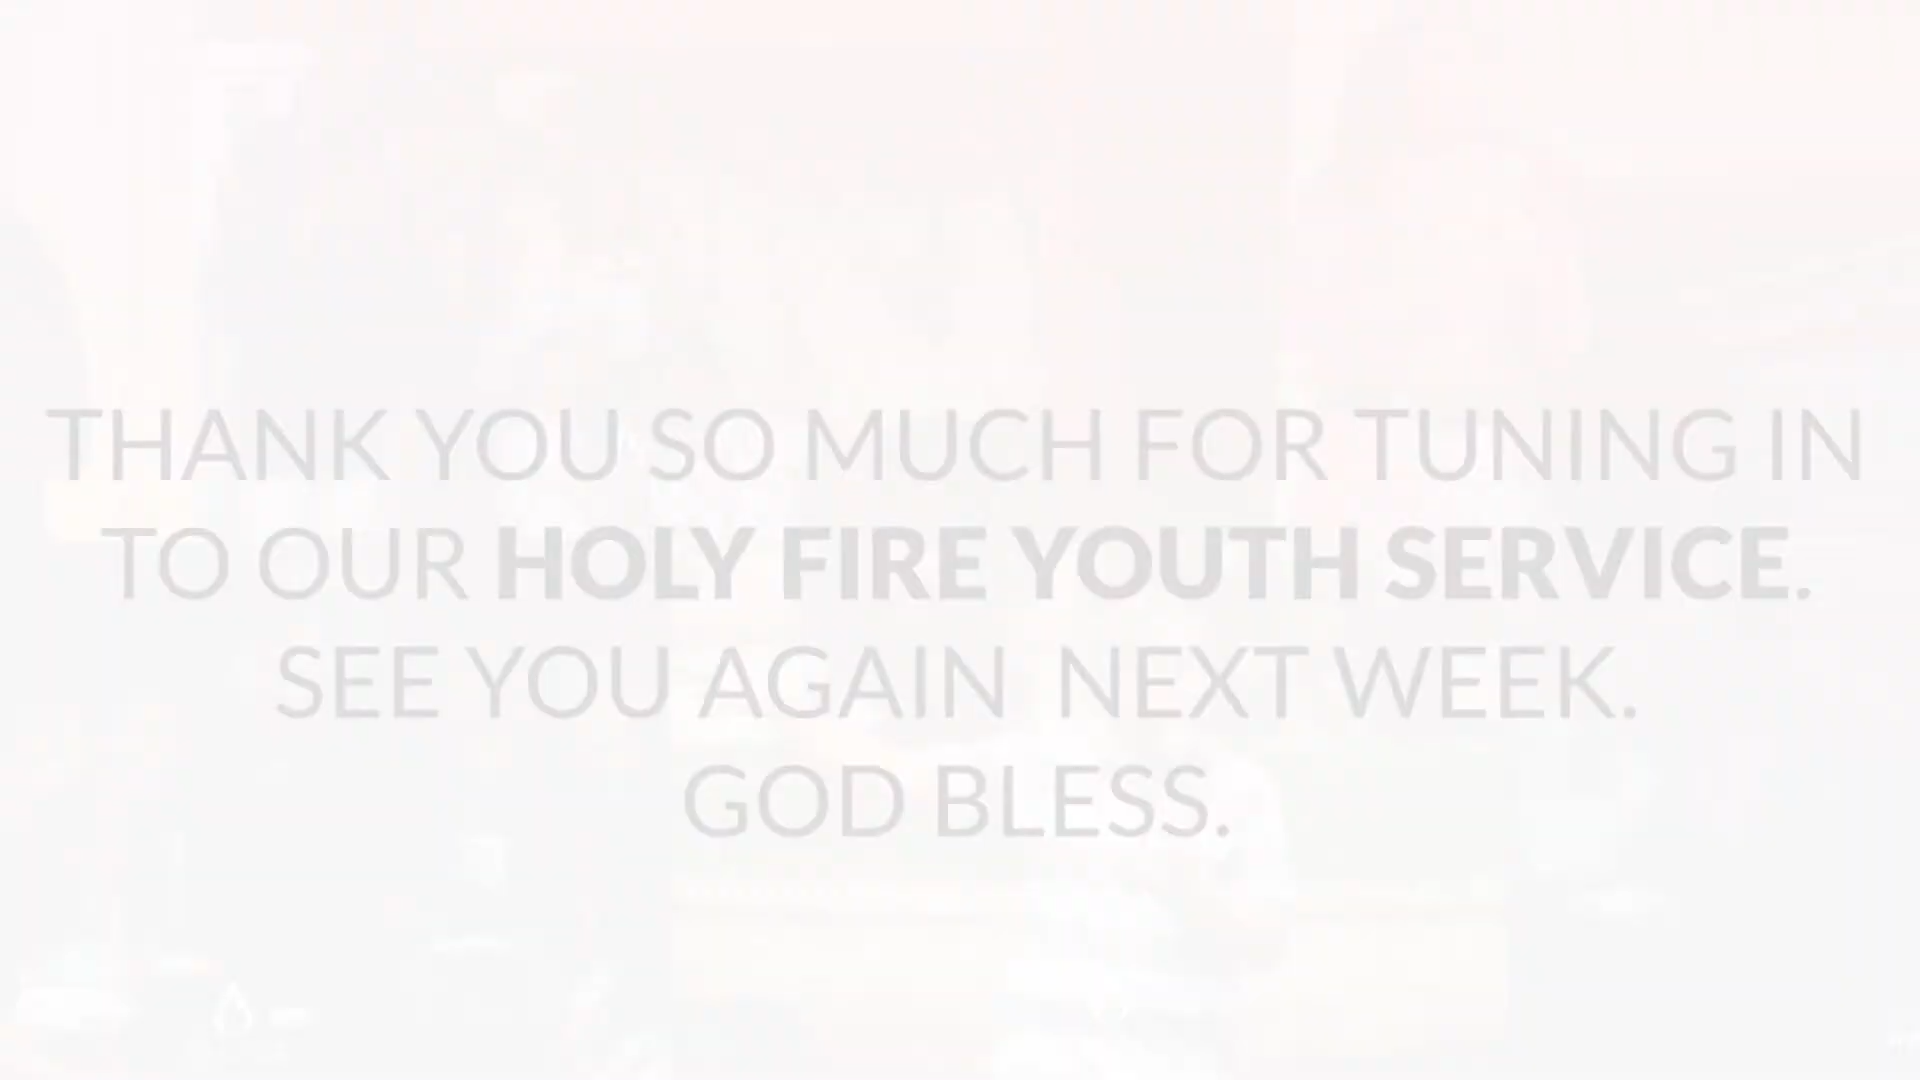 THANK YOU SO MUCH FOR TUNING IN
TO OUR HOLY FIRE YOUTH SERVICE.
SEE YOU AGAIN NEXT WEEK.
GOD BLESS.